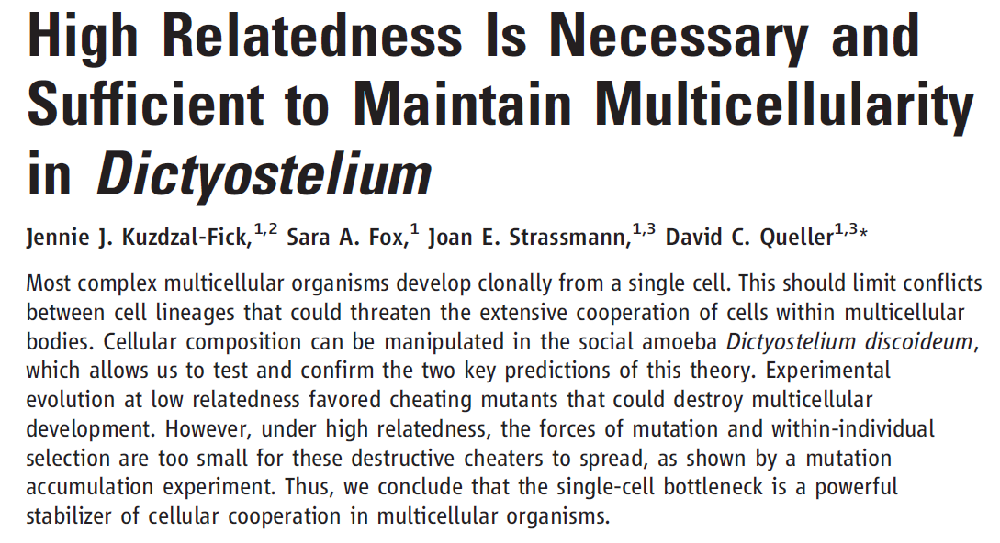 High Relatedness Is Necessary and
Sufficient to Maintain Multicellularity
in Dictyostelium
Jennie J. Kuzdzal-Fick,1,2 Sara A. Fox,1 Joan E. Strassmann,1,3 David C. Queller1,3*
Most complex multicellular organisms develop clonally from a single cell. This should limit conflicts
between cell lineages that could threaten the extensive cooperation of cells within multicellular
bodies. Cellular composition can be manipulated in the social amoeba Dictyostelium discoideum,
which allows us to test and confirm the two key predictions of this theory. Experimental
evolution at low relatedness favored cheating mutants that could destroy multicellular
development. However, under high relatedness, the forces of mutation and within-individual
selection are too small for these destructive cheaters to spread, as shown by a mutation
accumulation experiment. Thus, we conclude that the single-cell bottleneck is a powerful
stabilizer of cellular cooperation in multicellular organisms.